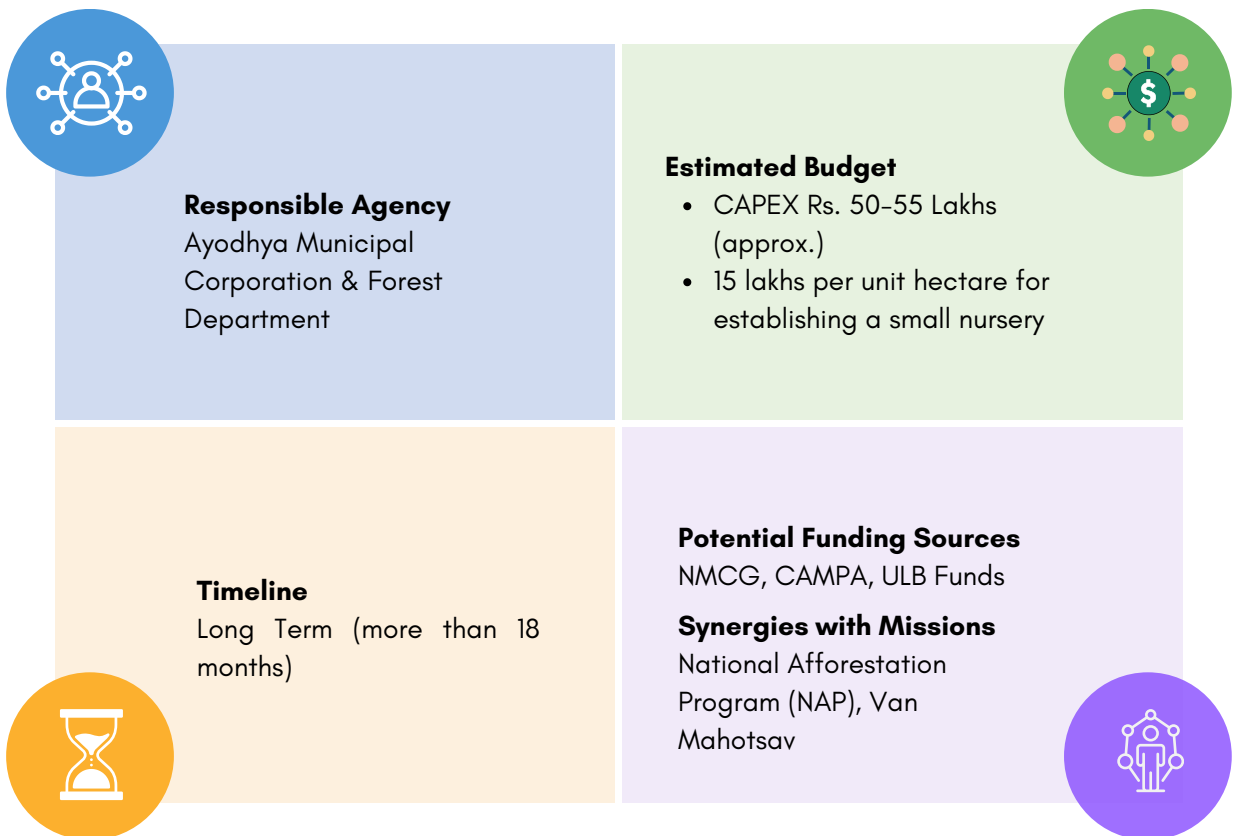 Responsible Agency
Ayodhya Municipal
Corporation & Forest
Department
Estimated Budget
• CAPEX Rs. 50-55 Lakhs
(approx.)
• 15 lakhs per unit hectare for
establishing a small nursery
Timeline
Long Term (more than 18
months)
Potential Funding Sources
NMCG, CAMPA, ULB Funds
Synergies with Missions
National Afforestation
Program (NAP), Van
Mahotsav
$